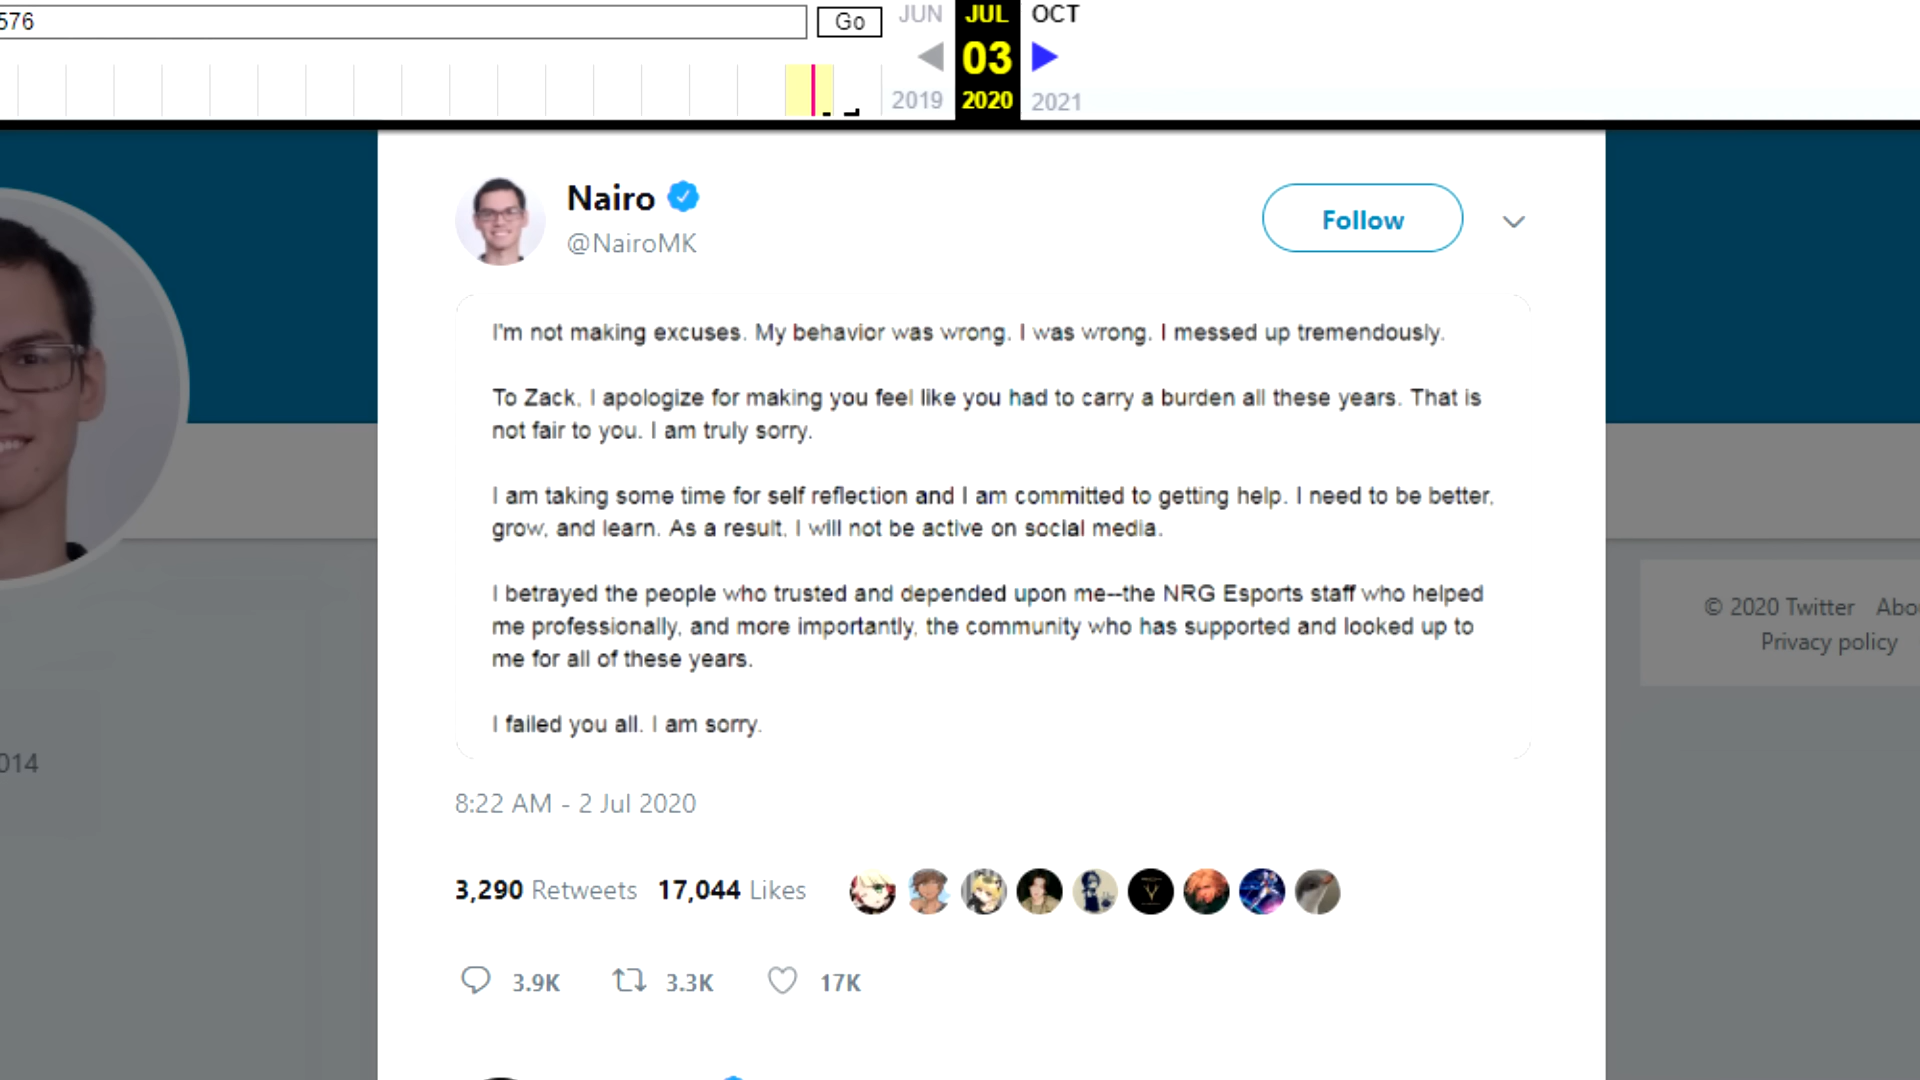 576
Go
JUN
JUL
OCT
03
2019
2020
2021
Nairo
@NairoMK
Follow
I'm not making excuses. My behavior was wrong. I was wrong. I messed up tremendously.
To Zack, I apologize for making you feel like you had to carry a burden all these years. That is
not fair to you. I am truly sorry.
I am taking some time for self reflection and I am committed to getting help. I need to be better,
grow, and learn. As a result, I will not be active on social media.
I betrayed the people who trusted and depended upon me--the NRG Esports staff who helped
me professionally, and more importantly, the community who has supported and looked up to
me for all of these years.
I failed you all. I am sorry.
8:22 AM - 2 Jul 2020
3,290 Retweets 17,044 Likes
3.9K 3.3K 17K
© 2020 Twitter Abo
Privacy policy
014